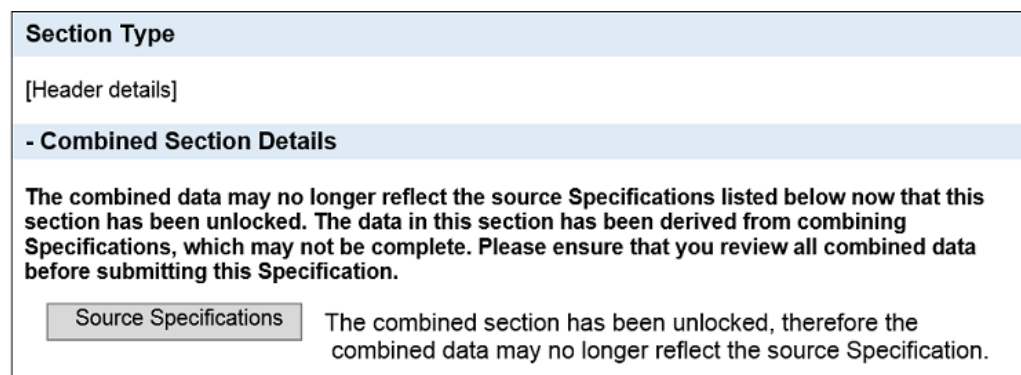 Section Type
[Header details]
- Combined Section Details
The combined data may no longer reflect the source Specifications listed below now that this
section has been unlocked. The data in this section has been derived from combining
Specifications, which may not be complete. Please ensure that you review all combined data
before submitting this Specification.
Source Specifications
The combined section has been unlocked, therefore the
combined data may no longer reflect the source Specification.